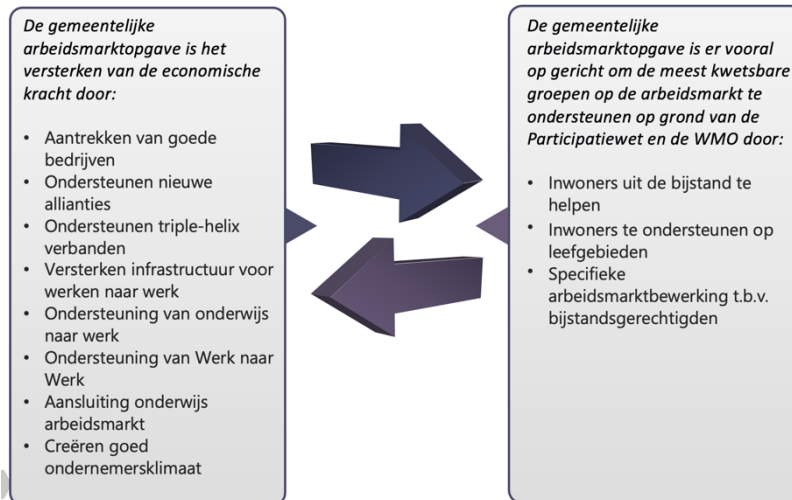 De gemeentelijke
arbeidsmarktopgave is het
versterken van de economische
kracht door:
• Aantrekken van goede
bedrijven
• Ondersteunen nieuwe
allianties
• Ondersteunen triple-helix
verbanden
• Versterken infrastructuur voor
werken naar werk
• Ondersteuning van onderwijs
naar werk
• Ondersteuning van Werk naar
Werk
• Aansluiting onderwijs
arbeidsmarkt
• Creëren goed
ondernemersklimaat
De gemeentelijke
arbeidsmarktopgave is er vooral
op gericht om de meest kwetsbare
groepen op de arbeidsmarkt te
ondersteunen op grond van de
Participatiewet en de WMO door:
• Inwoners uit de bijstand te
helpen
• Inwoners te ondersteunen op
leefgebieden
• Specifieke
arbeidsmarktbewerking t.b.v.
bijstandsgerechtigden